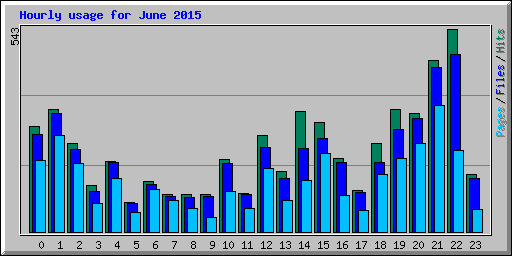 Hourly usage for June 2015
543
Pages/Files/Hits
0 1 2 3 4 5 6 7 8 9 10 11 12 13 14 15 16 17 18 19 20 21 22 23